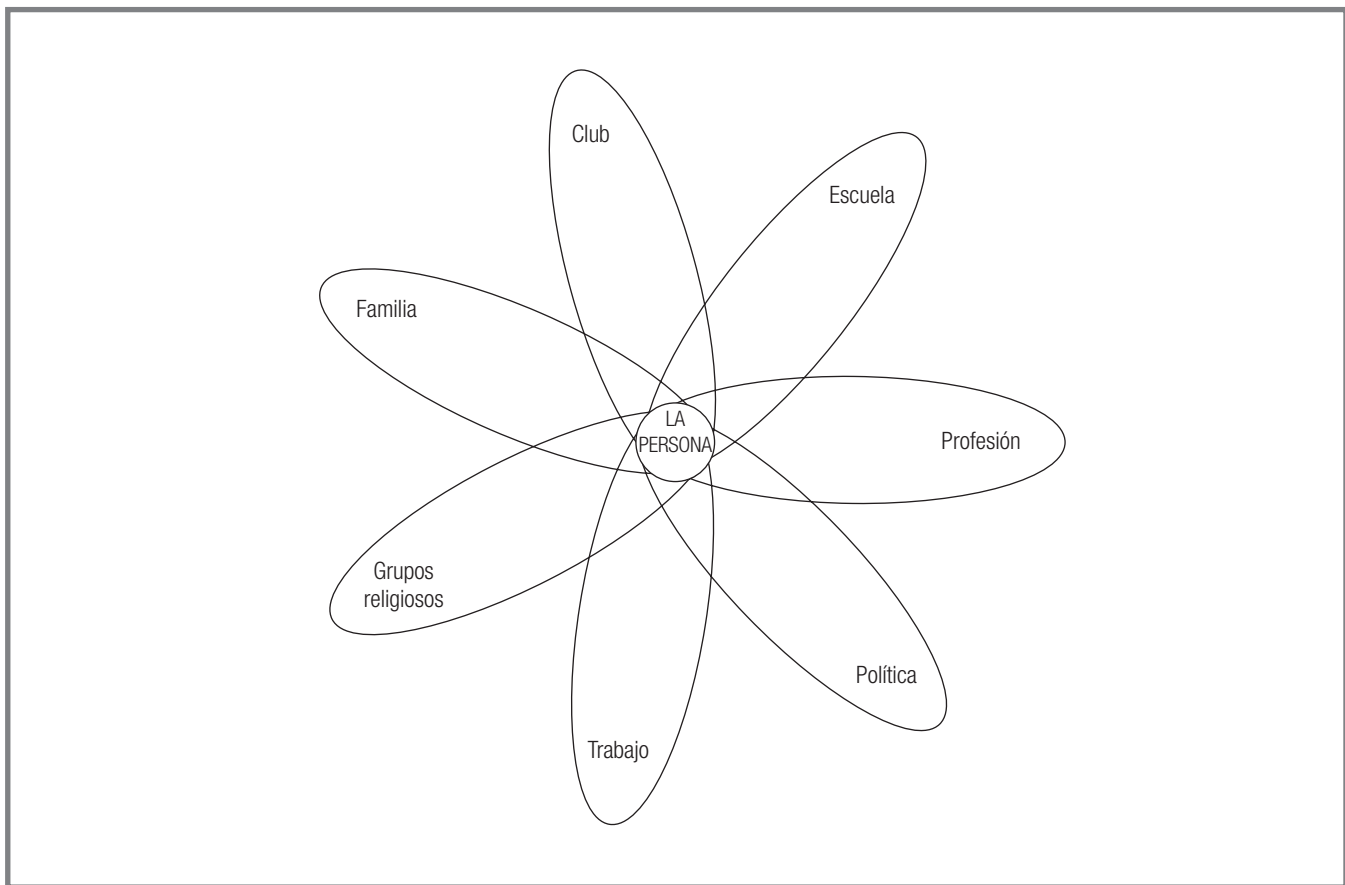 Club
Escuela
Familia
LA
PERSONA
Profesión
Grupos
religiosos
Política
Trabajo